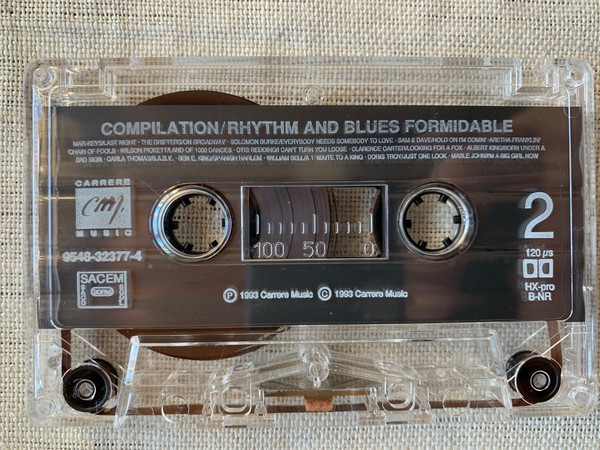 COMPILATION/RHYTHM AND BLUES FORMIDABLE
MAR-KEYS/LAST NIGHT · THE DRIFTERS/ON BROADWAY · SOLOMON BURKE/EVERYBODY NEEDS SOMEBODY TO LOVE · SAM & DAVE/HOLD ON I'M COMIN' · ARETHA FRANKLIN/
CHAIN OF FOOLS · WILSON PICKETT/LAND OF 1000 DANCES · OTIS REDDING/I CAN'T TURN YOU LOOSE · CLARENCE CARTER/LOOKING FOR A FOX · ALBERT KING/BORN UNDER A
BAD SIGN · CARLA THOMAS/B.A.B.Y. · BEN E. KING/SPANISH HARLEM · WILLIAM BELL/A TRIBUTE TO A KING · DORIS TROY/JUST ONE LOOK · MABLE JOHN/I'M A BIG GIRL NOW
CARRERE
cm
MUSIC
9548-32377-4
SACEM
SACD
SDRM
SGDL
100 50 0
2
120 µs
HX-pro
B-NR
Ⓟ 1993 Carrere Music © 1993 Carrere Music